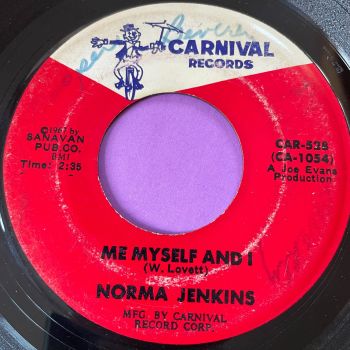 CARNIVAL
RECORDS
©1967 by
SANAVAN
PUB. CO.
BMI
Time: 2:35
CAR-528
(CA-1054)
A Joe Evans
Production
ME MYSELF AND I
(W. Lovett)
NORMA JENKINS
MFG. BY CARNIVAL
RECORD CORP.